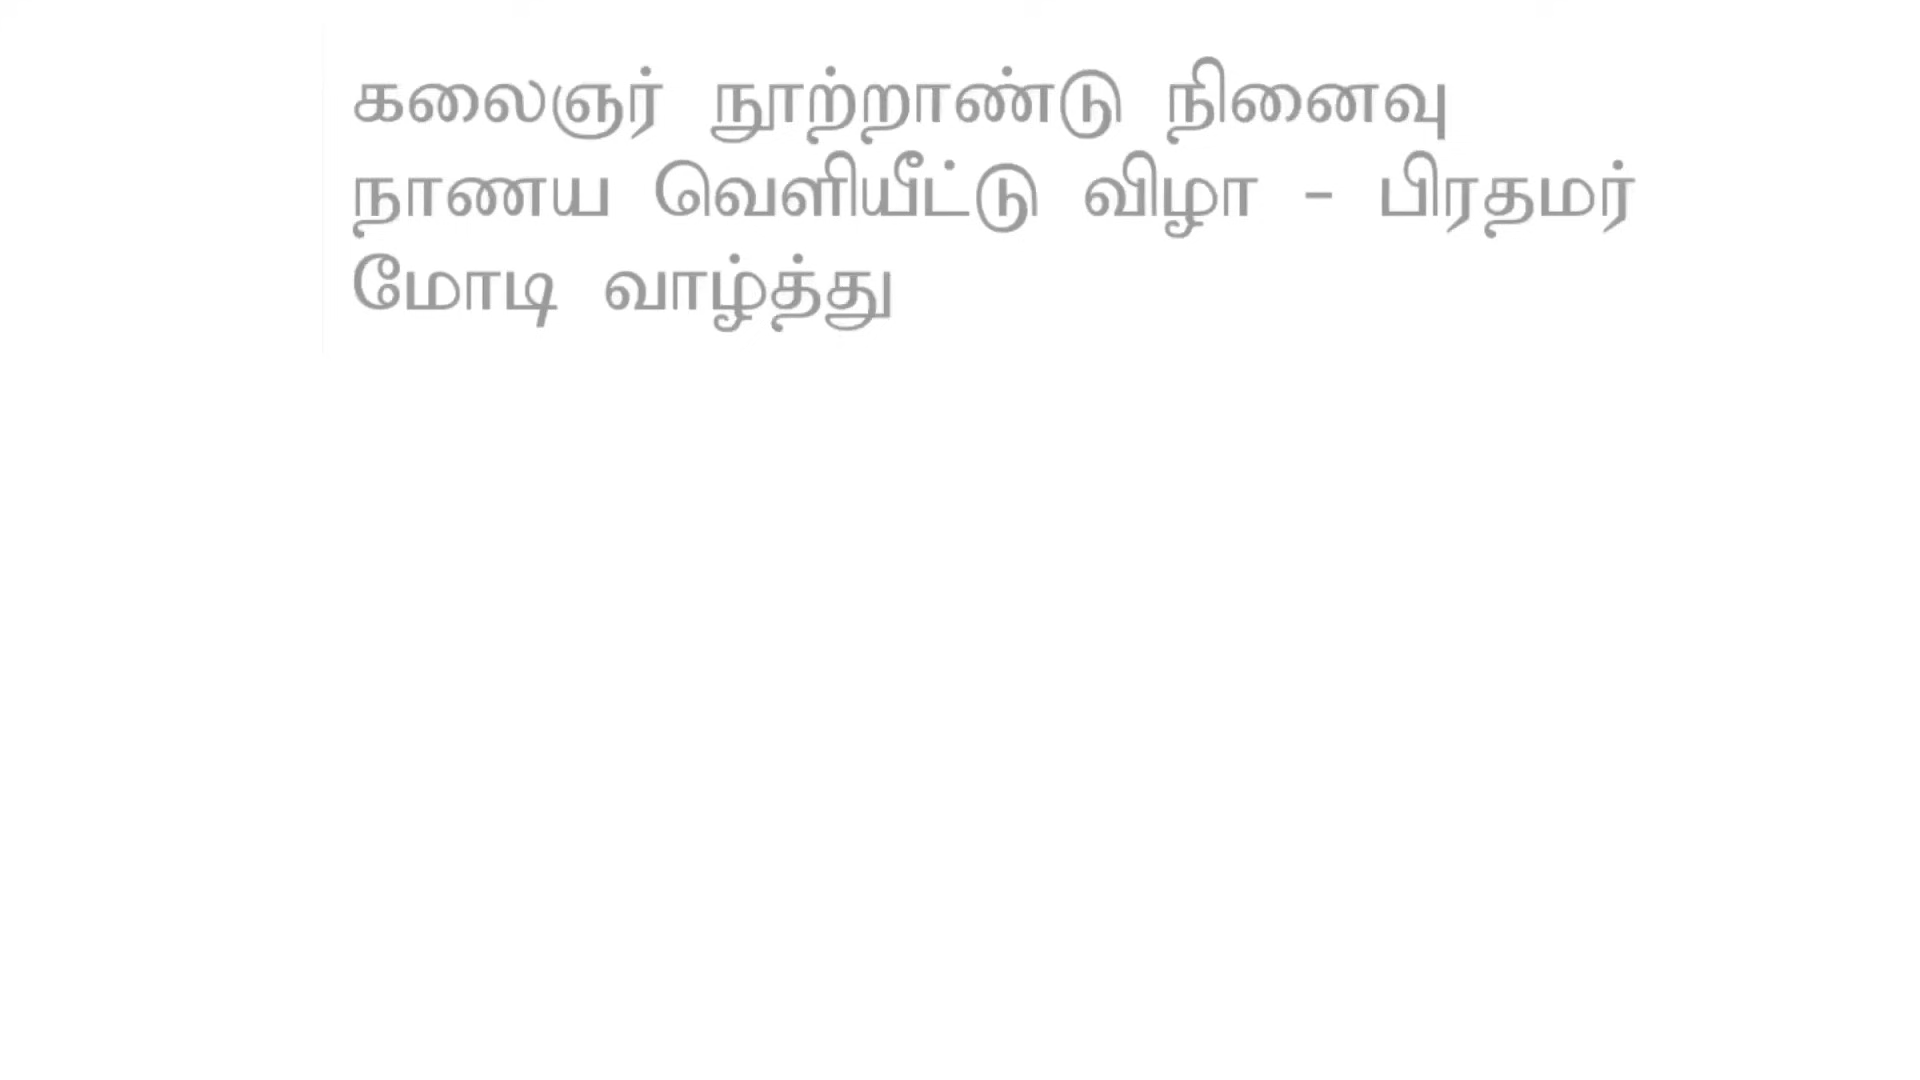 கலைஞர் நூற்றாண்டு நினைவு
நாணய வெளியீட்டு விழா - பிரதமர்
மோடி வாழ்த்து